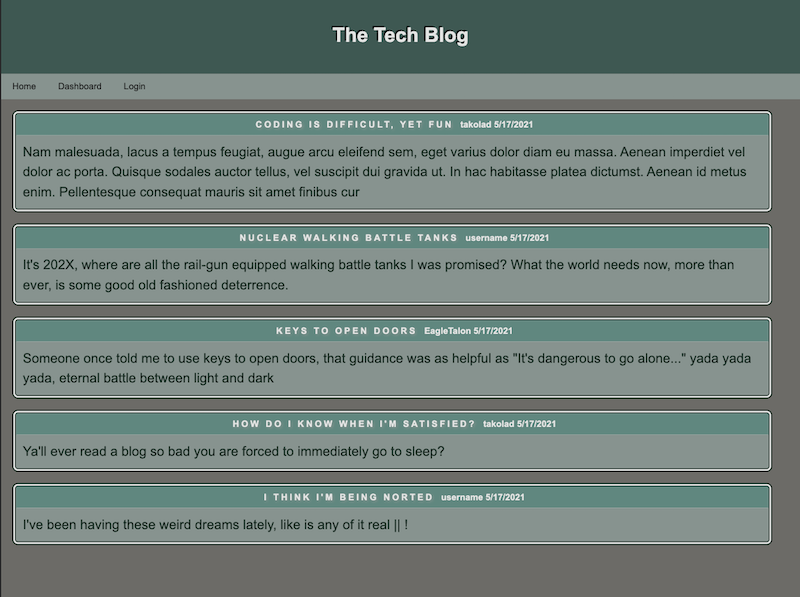 The Tech Blog
Home Dashboard Login
CODING IS DIFFICULT, YET FUN takolad 5/17/2021
Nam malesuada, lacus a tempus feugiat, augue arcu eleifend sem, eget varius dolor diam eu massa. Aenean imperdiet vel
dolor ac porta. Quisque sodales auctor tellus, vel suscipit dui gravida ut. In hac habitasse platea dictumst. Aenean id metus
enim. Pellentesque consequat mauris sit amet finibus cur
NUCLEAR WALKING BATTLE TANKS username 5/17/2021
It's 202X, where are all the rail-gun equipped walking battle tanks I was promised? What the world needs now, more than
ever, is some good old fashioned deterrence.
KEYS TO OPEN DOORS EagleTalon 5/17/2021
Someone once told me to use keys to open doors, that guidance was as helpful as "It's dangerous to go alone..." yada yada
yada, eternal battle between light and dark
HOW DO I KNOW WHEN I'M SATISFIED? takolad 5/17/2021
Ya'll ever read a blog so bad you are forced to immediately go to sleep?
I THINK I'M BEING NORTED username 5/17/2021
I've been having these weird dreams lately, like is any of it real || !